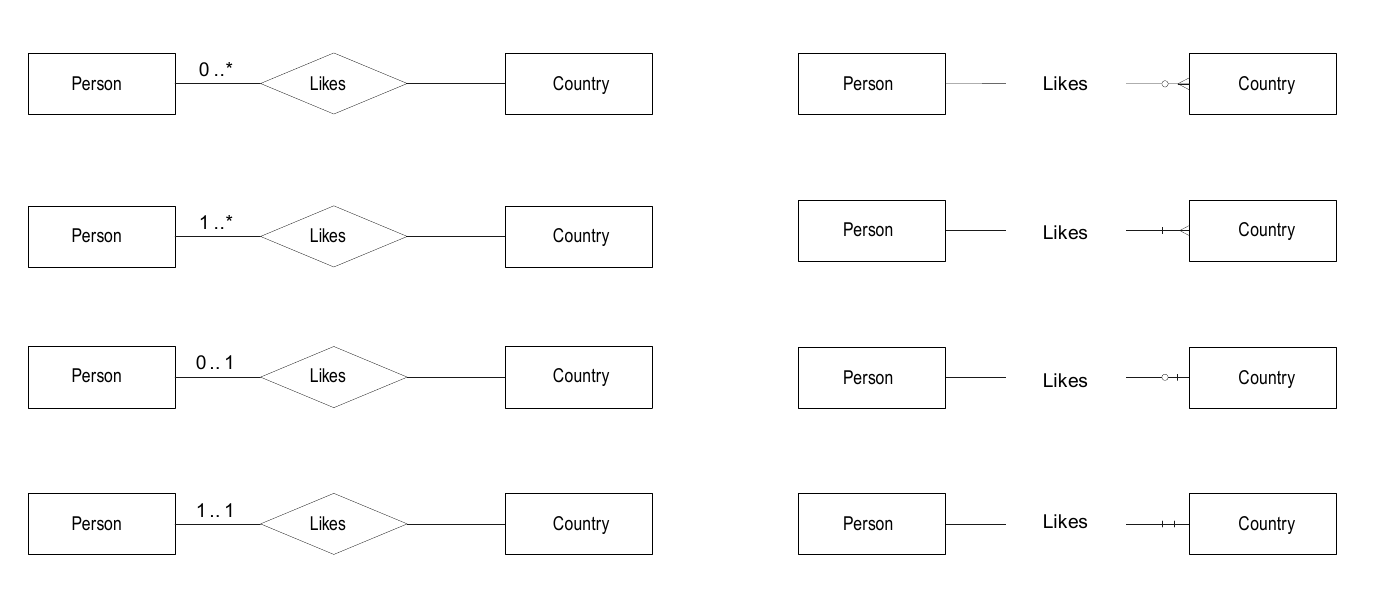 Person 0 ..* Likes Country Person Likes Country
Person 1 ..* Likes Country Person Likes Country
Person 0 .. 1 Likes Country Person Likes Country
Person 1 .. 1 Likes Country Person Likes Country